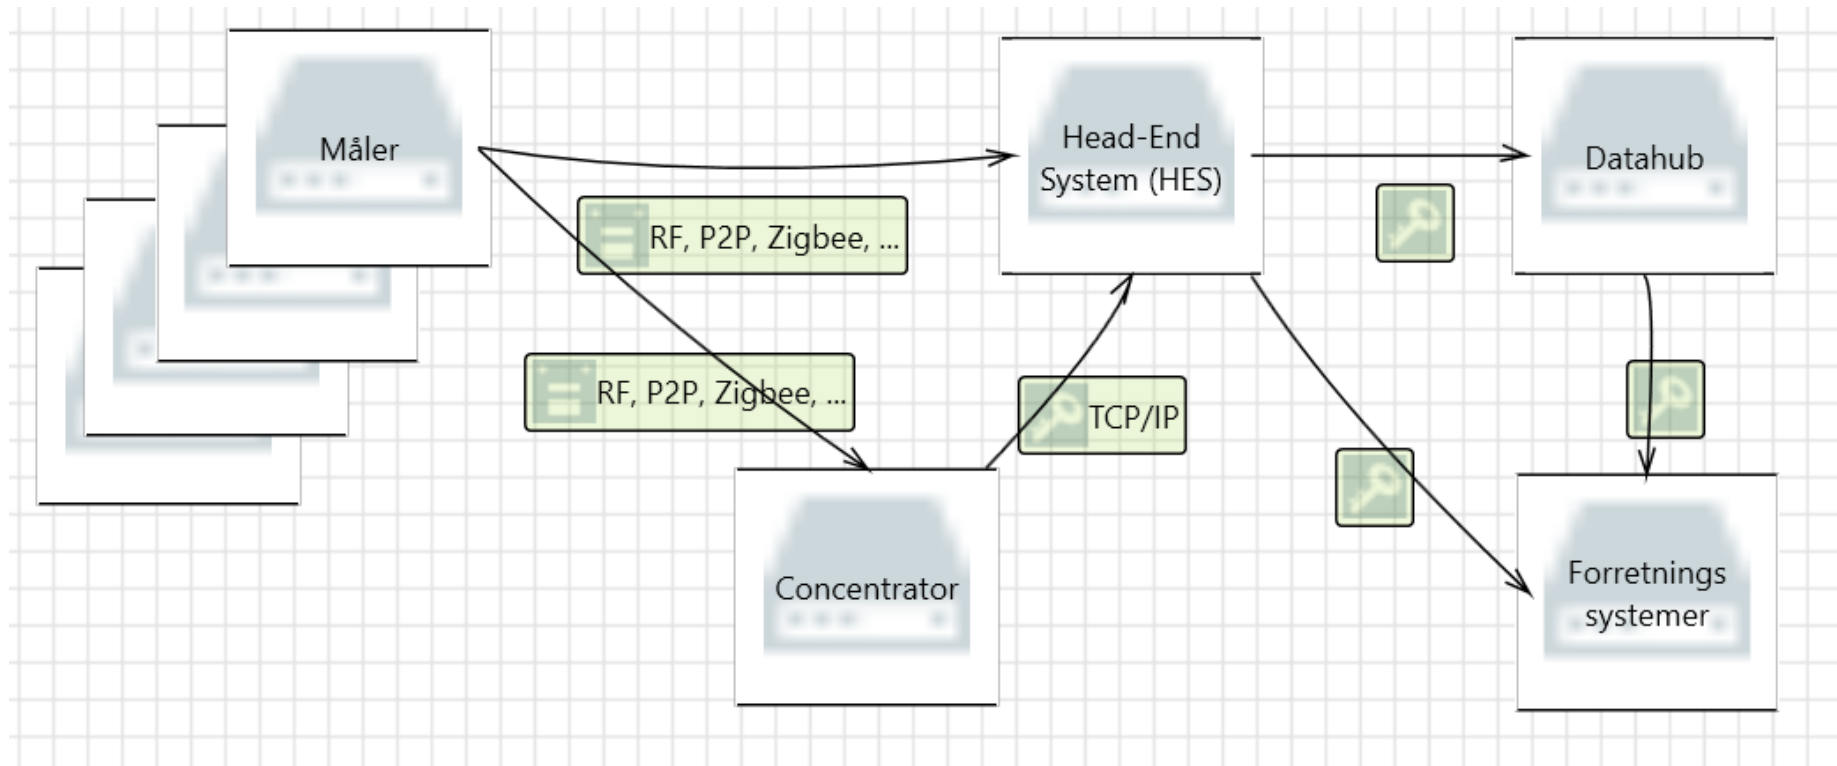 Måler
Head-End
System (HES)
Datahub
RF, P2P, Zigbee, ...
RF, P2P, Zigbee, ...
TCP/IP
Concentrator
Forretnings
systemer